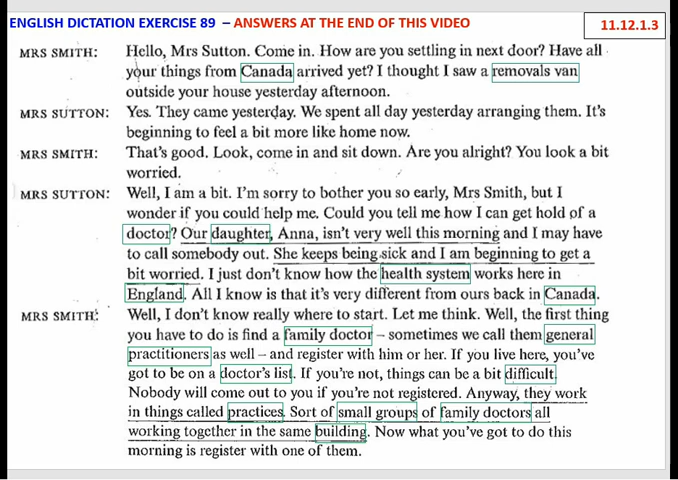 ENGLISH DICTATION EXERCISE 89 – ANSWERS AT THE END OF THIS VIDEO
11.12.1.3
MRS SMITH: Hello, Mrs Sutton. Come in. How are you settling in next door? Have all
your things from Canada arrived yet? I thought I saw a removals van
outside your house yesterday afternoon.
MRS SUTTON: Yes. They came yesterday. We spent all day yesterday arranging them. It's
beginning to feel a bit more like home now.
MRS SMITH: That's good. Look, come in and sit down. Are you alright? You look a bit
worried.
MRS SUTTON: Well, I am a bit. I'm sorry to bother you so early, Mrs Smith, but I
wonder if you could help me. Could you tell me how I can get hold of a
doctor? Our daughter, Anna, isn't very well this morning and I may have
to call somebody out. She keeps being sick and I am beginning to get a
bit worried. I just don't know how the health system works here in
England. All I know is that it's very different from ours back in Canada.
MRS SMITH: Well, I don't know really where to start. Let me think. Well, the first thing
you have to do is find a family doctor – sometimes we call them general
practitioners as well – and register with him or her. If you live here, you've
got to be on a doctor's list. If you're not, things can be a bit difficult.
Nobody will come out to you if you're not registered. Anyway, they work
in things called practices. Sort of small groups of family doctors all
working together in the same building. Now what you've got to do this
morning is register with one of them.